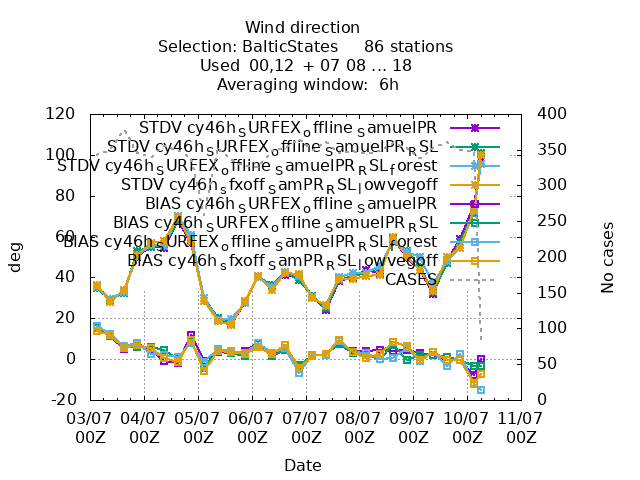 Wind direction
Selection: BalticStates 86 stations
Used 00,12 + 07 08 ... 18
Averaging window: 6h
120
100
80
60
40
20
0
-20
deg
400
350
300
250
200
150
100
50
0
No cases
STDV cy46h_SURFEX_offline_SamuelPR
STDV cy46h_SURFEX_offline_SamuelPR_RSL
STDV cy46h_SURFEX_offline_SamuelPR_RSL_forest
STDV cy46h_sfxoff_SamPR_RSL_lowvegoff
BIAS cy46h_SURFEX_offline_SamuelPR
BIAS cy46h_SURFEX_offline_SamuelPR_RSL
BIAS cy46h_SURFEX_offline_SamuelPR_RSL_forest
BIAS cy46h_sfxoff_SamPR_RSL_lowvegoff
CASES
03/07 04/07 05/07 06/07 07/07 08/07 09/07 10/07 11/07
00Z 00Z 00Z 00Z 00Z 00Z 00Z 00Z 00Z
Date